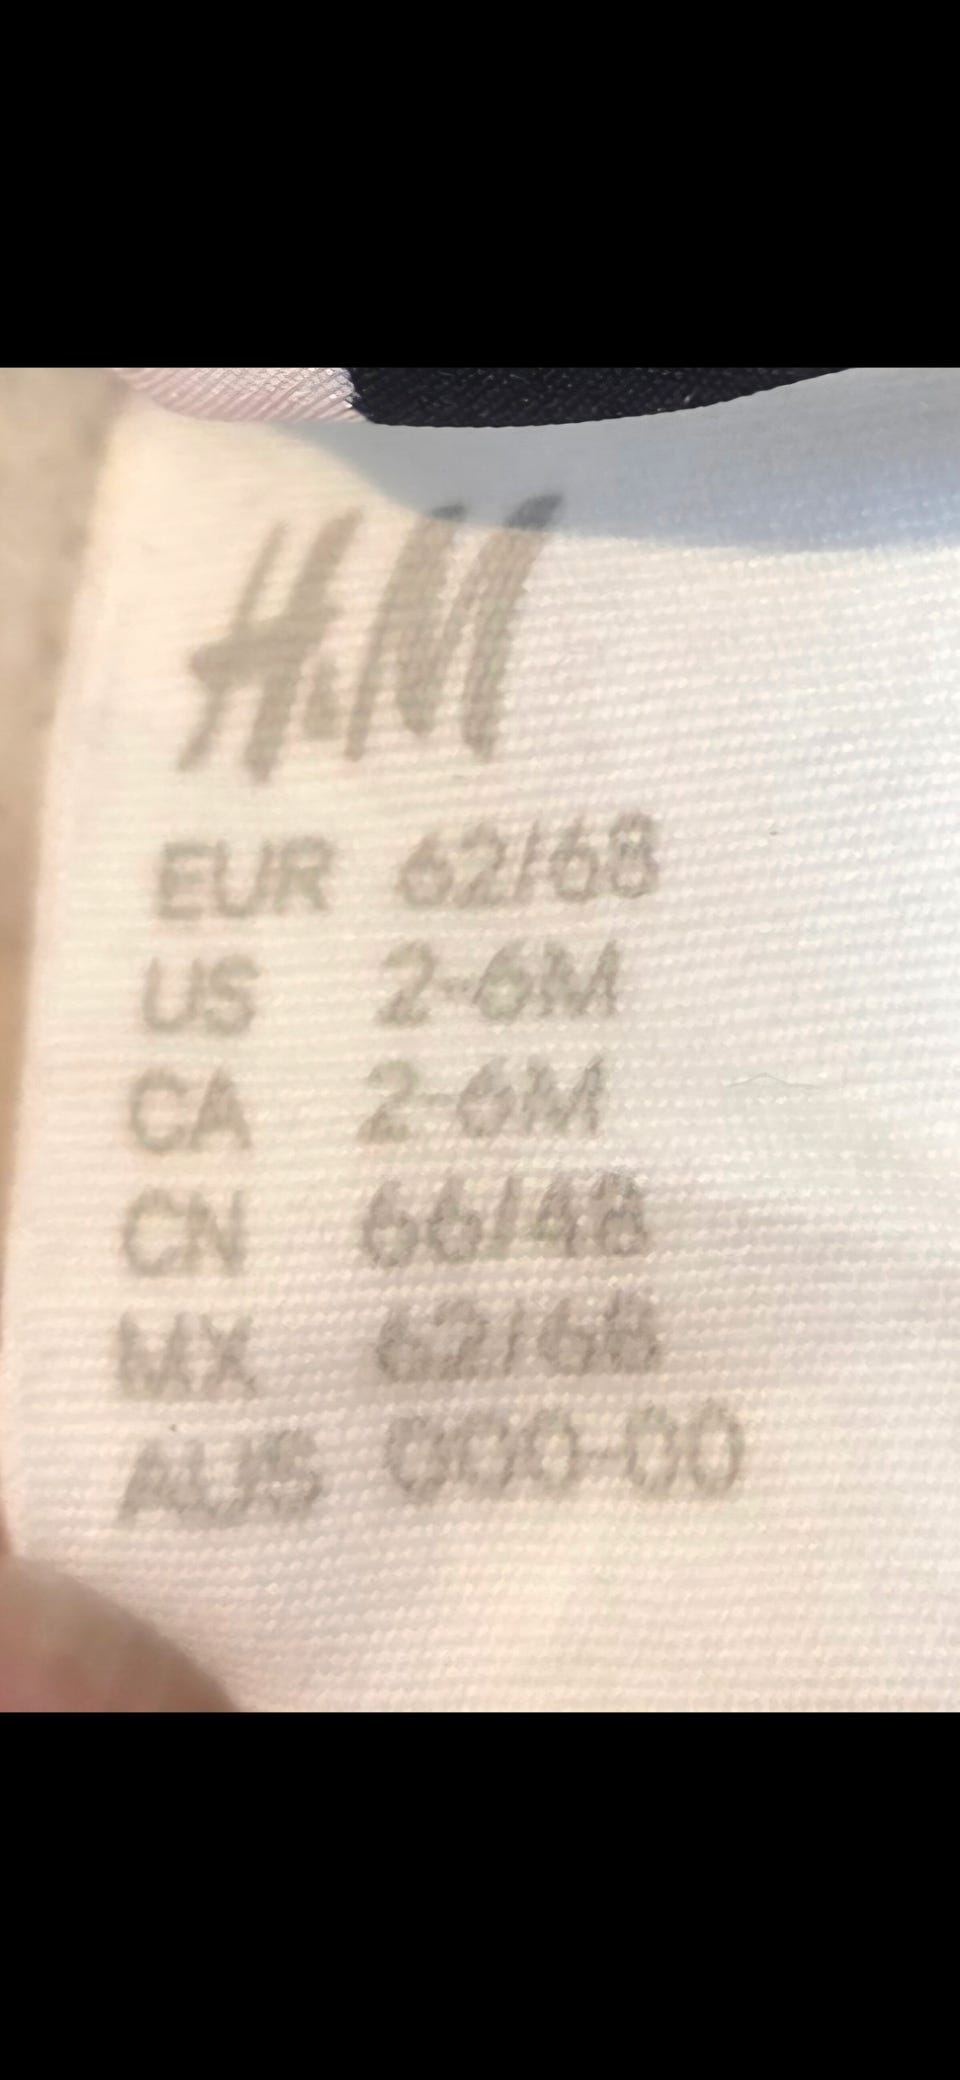 H&M
EUR 62/68
US 2-6M
CA 2-6M
CN 66/48
MX 62/68
AUS 000-00